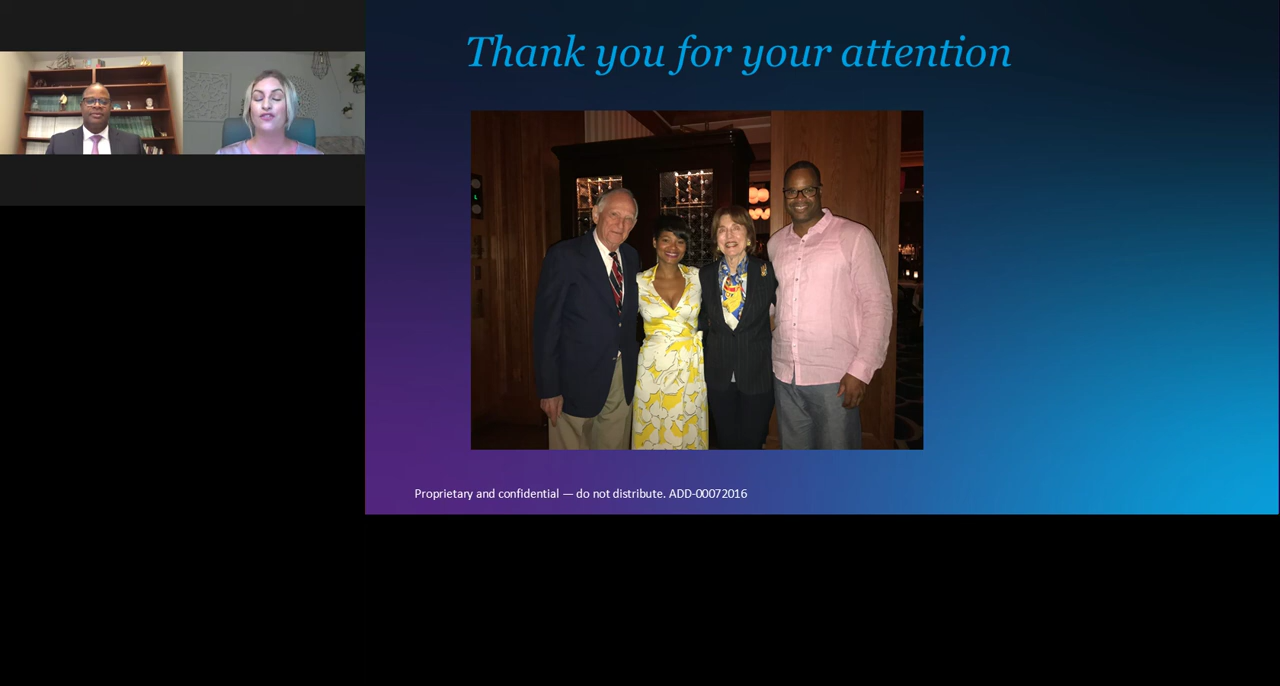 Thank you for your attention
Proprietary and confidential — do not distribute. ADD-00072016